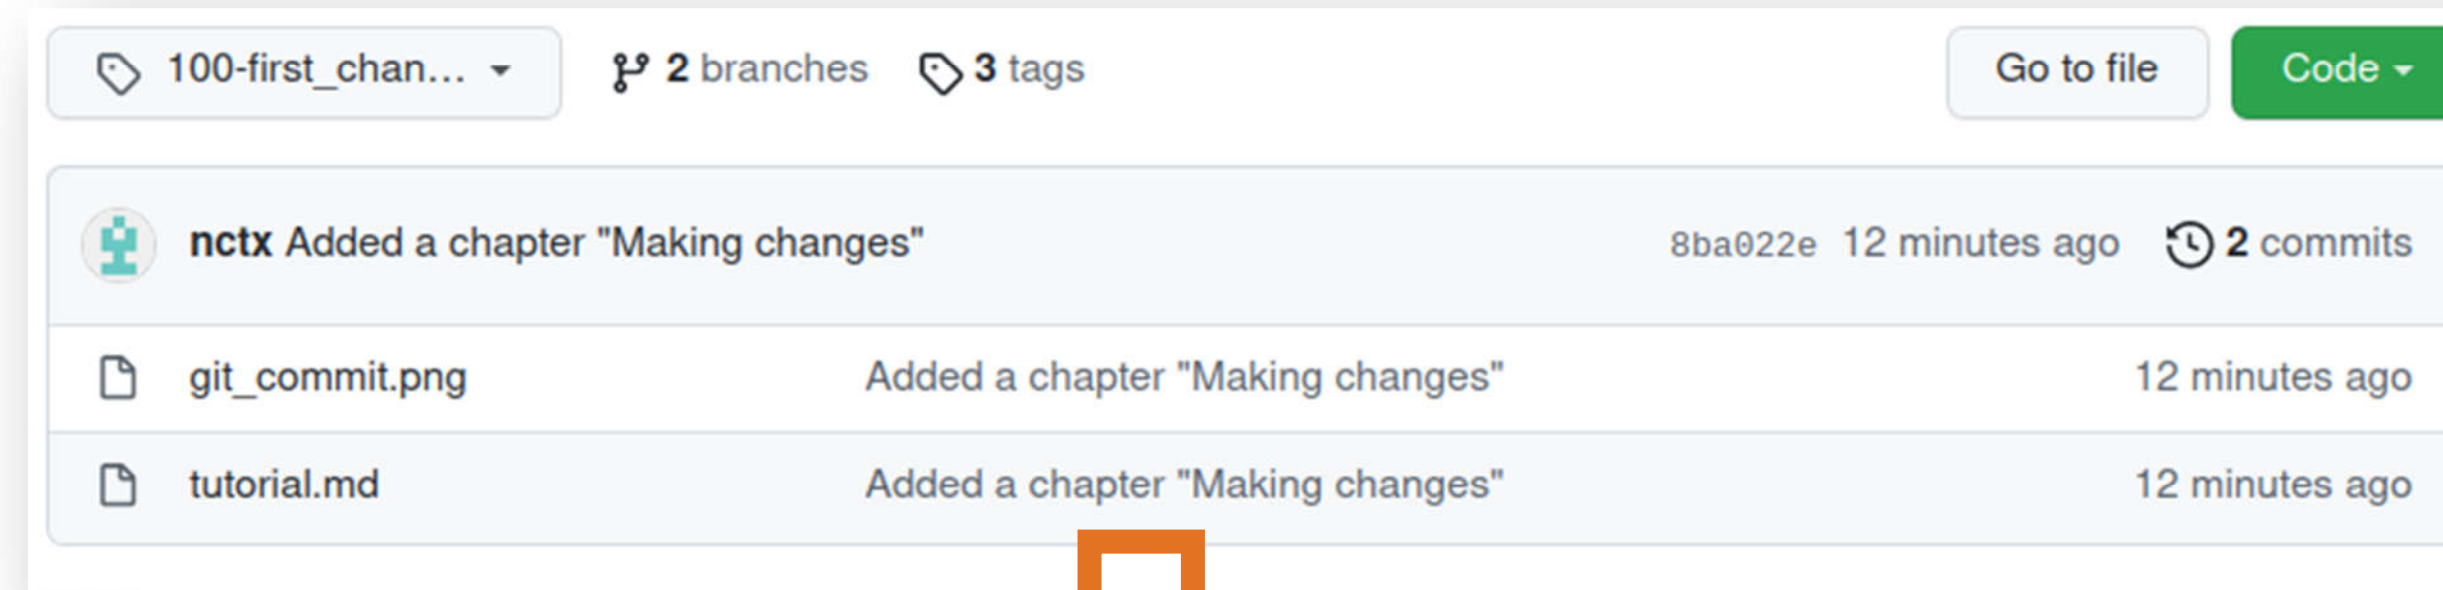 100-first_chan... 2 branches 3 tags Go to file Code
nctx Added a chapter "Making changes" 8ba022e 12 minutes ago 2 commits
git_commit.png Added a chapter "Making changes" 12 minutes ago
tutorial.md Added a chapter "Making changes" 12 minutes ago